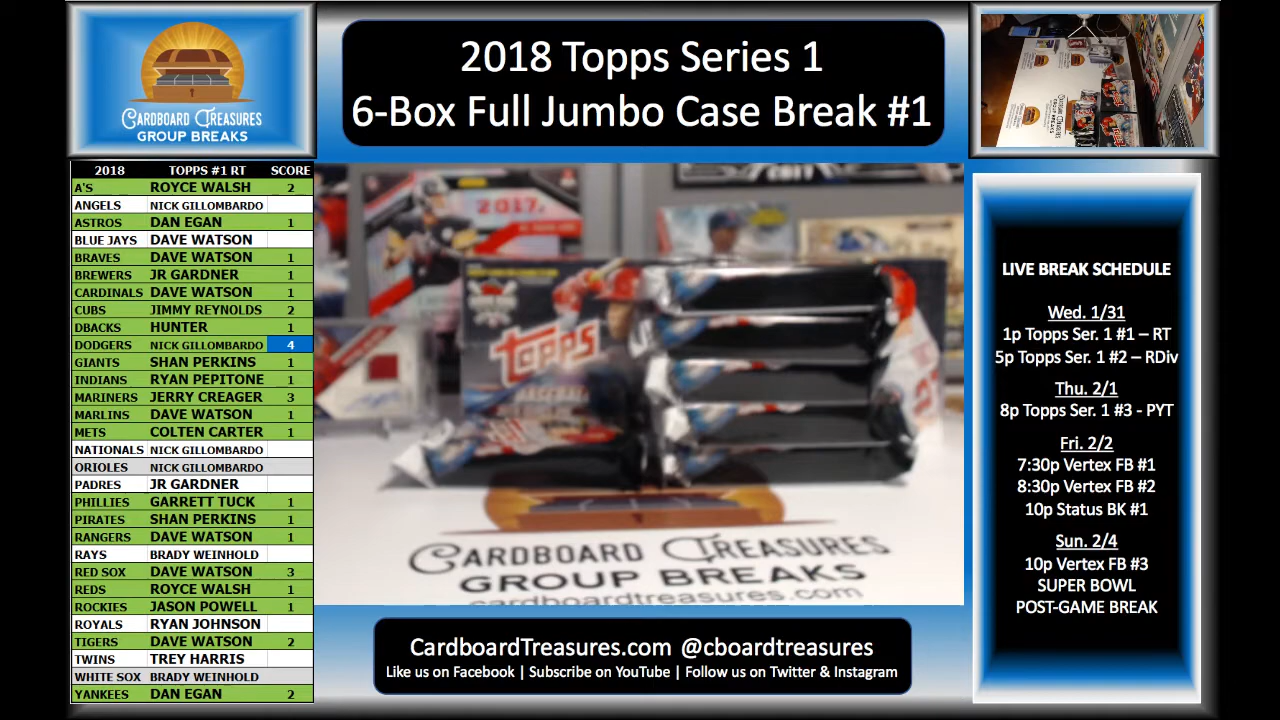 CARDBOARD TREASURES
GROUP BREAKS
2018 Topps Series 1
6-Box Full Jumbo Case Break #1
2018 TOPPS #1 RT SCORE
A'S ROYCE WALSH 2
ANGELS NICK GILLOMBARDO
ASTROS DAN EGAN 1
BLUE JAYS DAVE WATSON
BRAVES DAVE WATSON 1
BREWERS JR GARDNER 1
CARDINALS DAVE WATSON 1
CUBS JIMMY REYNOLDS 2
DBACKS HUNTER 1
DODGERS NICK GILLOMBARDO 4
GIANTS SHAN PERKINS 1
INDIANS RYAN PEPITONE 1
MARINERS JERRY CREAGER 3
MARLINS DAVE WATSON 1
METS COLTEN CARTER 1
NATIONALS NICK GILLOMBARDO
ORIOLES NICK GILLOMBARDO
PADRES JR GARDNER
PHILLIES GARRETT TUCK 1
PIRATES SHAN PERKINS 1
RANGERS DAVE WATSON 1
RAYS BRADY WEINHOLD
RED SOX DAVE WATSON 3
REDS ROYCE WALSH 1
ROCKIES JASON POWELL 1
ROYALS RYAN JOHNSON
TIGERS DAVE WATSON 2
TWINS TREY HARRIS
WHITE SOX BRADY WEINHOLD
YANKEES DAN EGAN 2
2017
2017
TOPPS
CARDBOARD TREASURES
GROUP BREAKS
cardboardtreasures.com
CardboardTreasures.com @cboardtreasures
Like us on Facebook | Subscribe on YouTube | Follow us on Twitter & Instagram
LIVE BREAK SCHEDULE
Wed. 1/31
1p Topps Ser. 1 #1 – RT
5p Topps Ser. 1 #2 – RDiv
Thu. 2/1
8p Topps Ser. 1 #3 - PYT
Fri. 2/2
7:30p Vertex FB #1
8:30p Vertex FB #2
10p Status BK #1
Sun. 2/4
10p Vertex FB #3
SUPER BOWL
POST-GAME BREAK